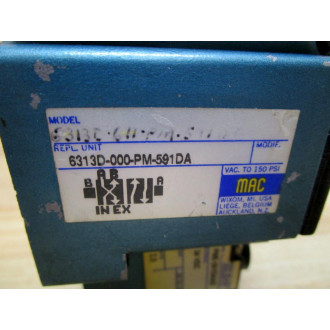 MODEL
REPL. UNIT
MODIF.
6313D-000-PM-591DA
VAC. TO 150 PSI
A B
B A
IN EX
MAC
WIXOM, MI, USA
LIEGE, BELGIUM
AUCKLAND, N.Z.